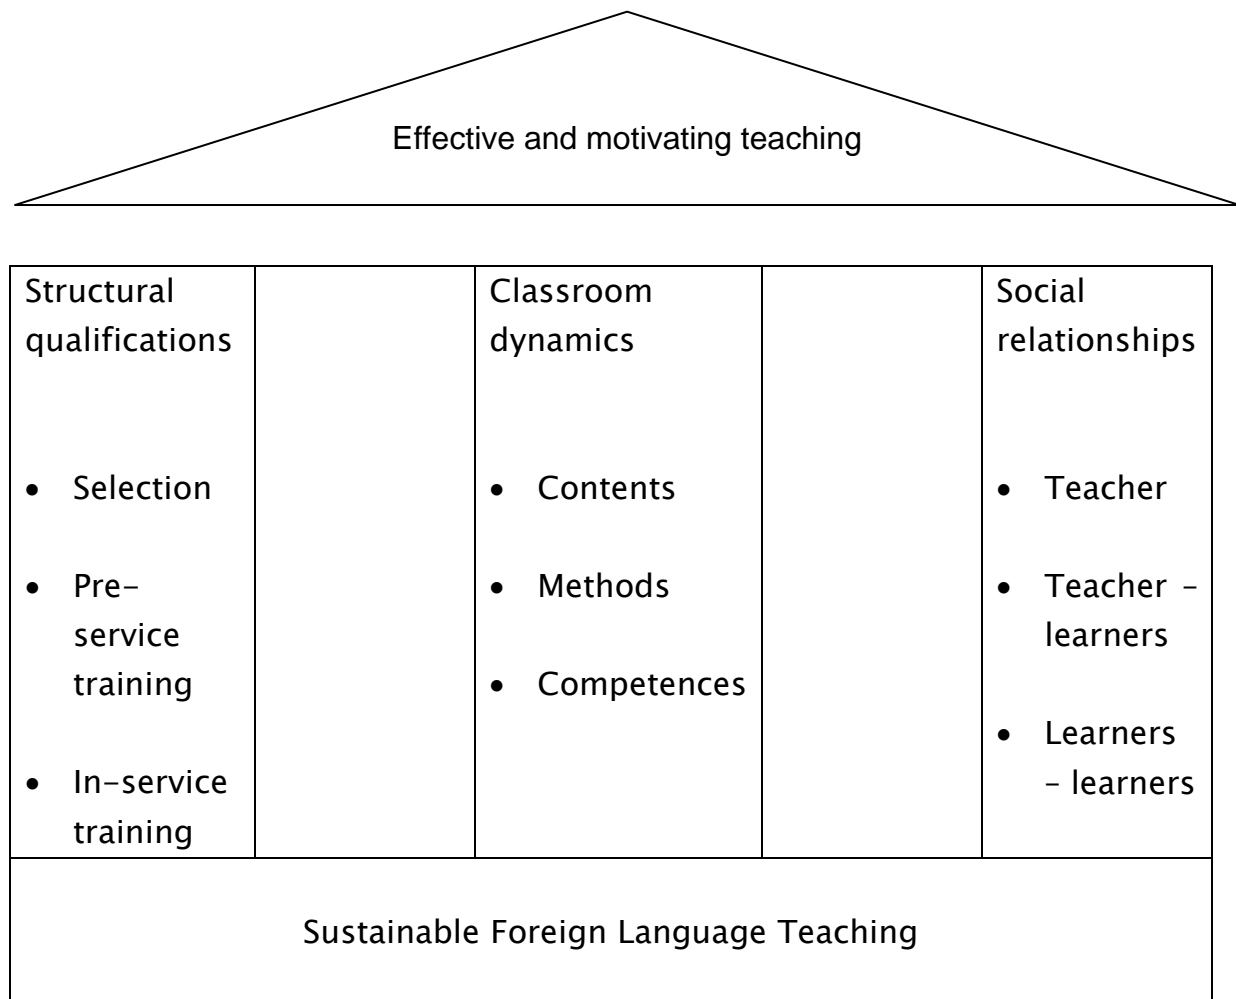 Effective and motivating teaching
Structural
qualifications
• Selection
• Pre-
service
training
• In-service
training
Classroom
dynamics
• Contents
• Methods
• Competences
Social
relationships
• Teacher
• Teacher –
learners
• Learners
– learners
Sustainable Foreign Language Teaching